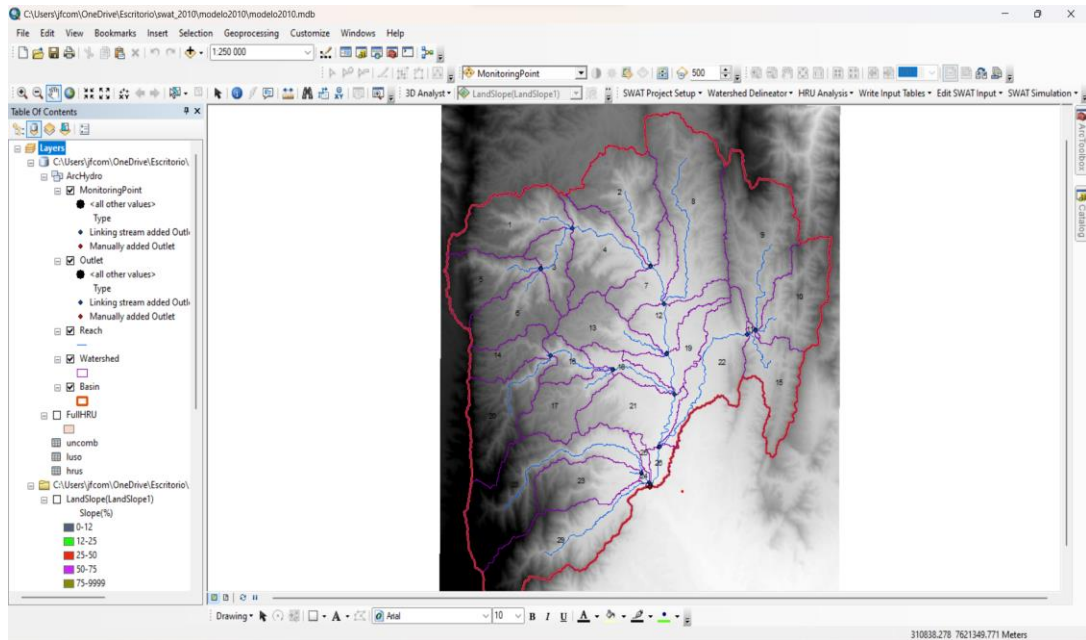 C:\Users\jfcom\OneDrive\Escritorio\swat_2010\modelo2010\modelo2010.mdb
File Edit View Bookmarks Insert Selection Geoprocessing Customize Windows Help
1:250 000
MonitoringPoint 500
3D Analyst LandSlope(LandSlope1) SWAT Project Setup Watershed Delineator HRU Analysis Write Input Tables Edit SWAT Input SWAT Simulation
Table Of Contents
Layers
C:\Users\jfcom\OneDrive\Escritorio\
ArcHydro
MonitoringPoint
<all other values>
Type
Linking stream added Outl
Manually added Outlet
Outlet
<all other values>
Type
Linking stream added Outl
Manually added Outlet
Reach
Watershed
Basin
FullHRU
uncomb
luso
hrus
C:\Users\jfcom\OneDrive\Escritorio\
LandSlope(LandSlope1)
Slope(%)
0-12
12-25
25-50
50-75
75-9999
ArcToolbox
Catalog
2
8
1
9
4
3
7
5
10
6
12
13
19
14
16
18
22
15
17
21
23
26
29
Drawing A Arial 10 B I U A
310838.278 7621349.771 Meters